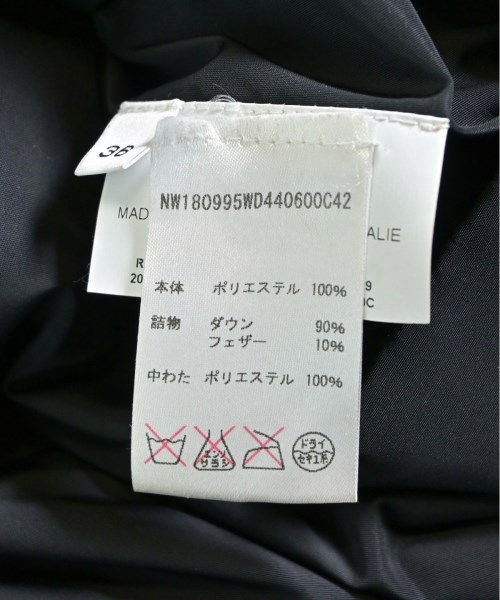 36
NW180995WD440600C42
MAD
ALIE
R
20
9
DC
本体 ポリエステル 100%
詰物 ダウン 90%
フェザー 10%
中わた ポリエステル 100%
エンソ
サラシ
ドライ
セキユ系